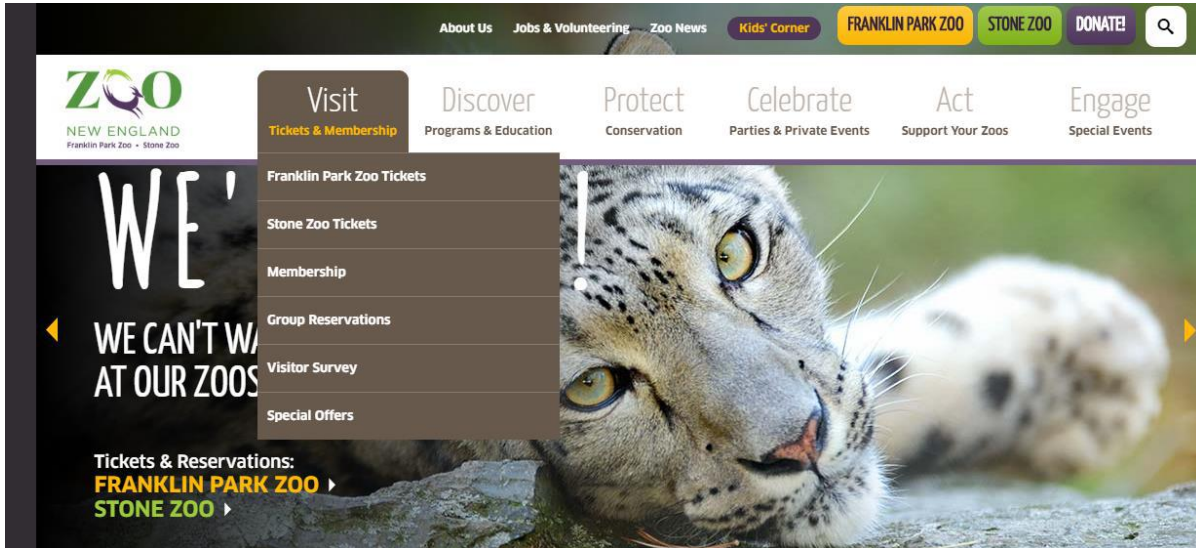 About Us Jobs & Volunteering Zoo News Kids' Corner FRANKLIN PARK ZOO STONE ZOO DONATE!
ZOO
NEW ENGLAND
Franklin Park Zoo • Stone Zoo
Visit Discover Protect Celebrate Act Engage
Tickets & Membership Programs & Education Conservation Parties & Private Events Support Your Zoos Special Events
Franklin Park Zoo Tickets
Stone Zoo Tickets
Membership
Group Reservations
Visitor Survey
Special Offers
WE' !
WE CAN'T
AT OUR ZOOS
Tickets & Reservations:
FRANKLIN PARK ZOO
STONE ZOO